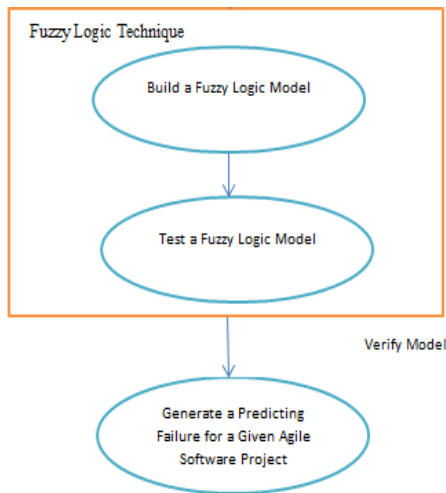 Fuzzy Logic Technique
Build a Fuzzy Logic Model
Test a Fuzzy Logic Model
Verify Model
Generate a Predicting
Failure for a Given Agile
Software Project